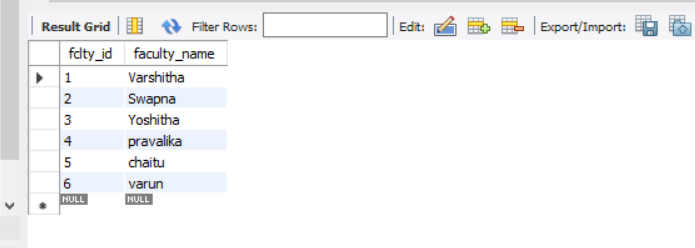 Result Grid Filter Rows: Edit: Export/Import:
fclty_id faculty_name
1 Varshitha
2 Swapna
3 Yoshitha
4 pravalika
5 chaitu
6 varun
NULL NULL